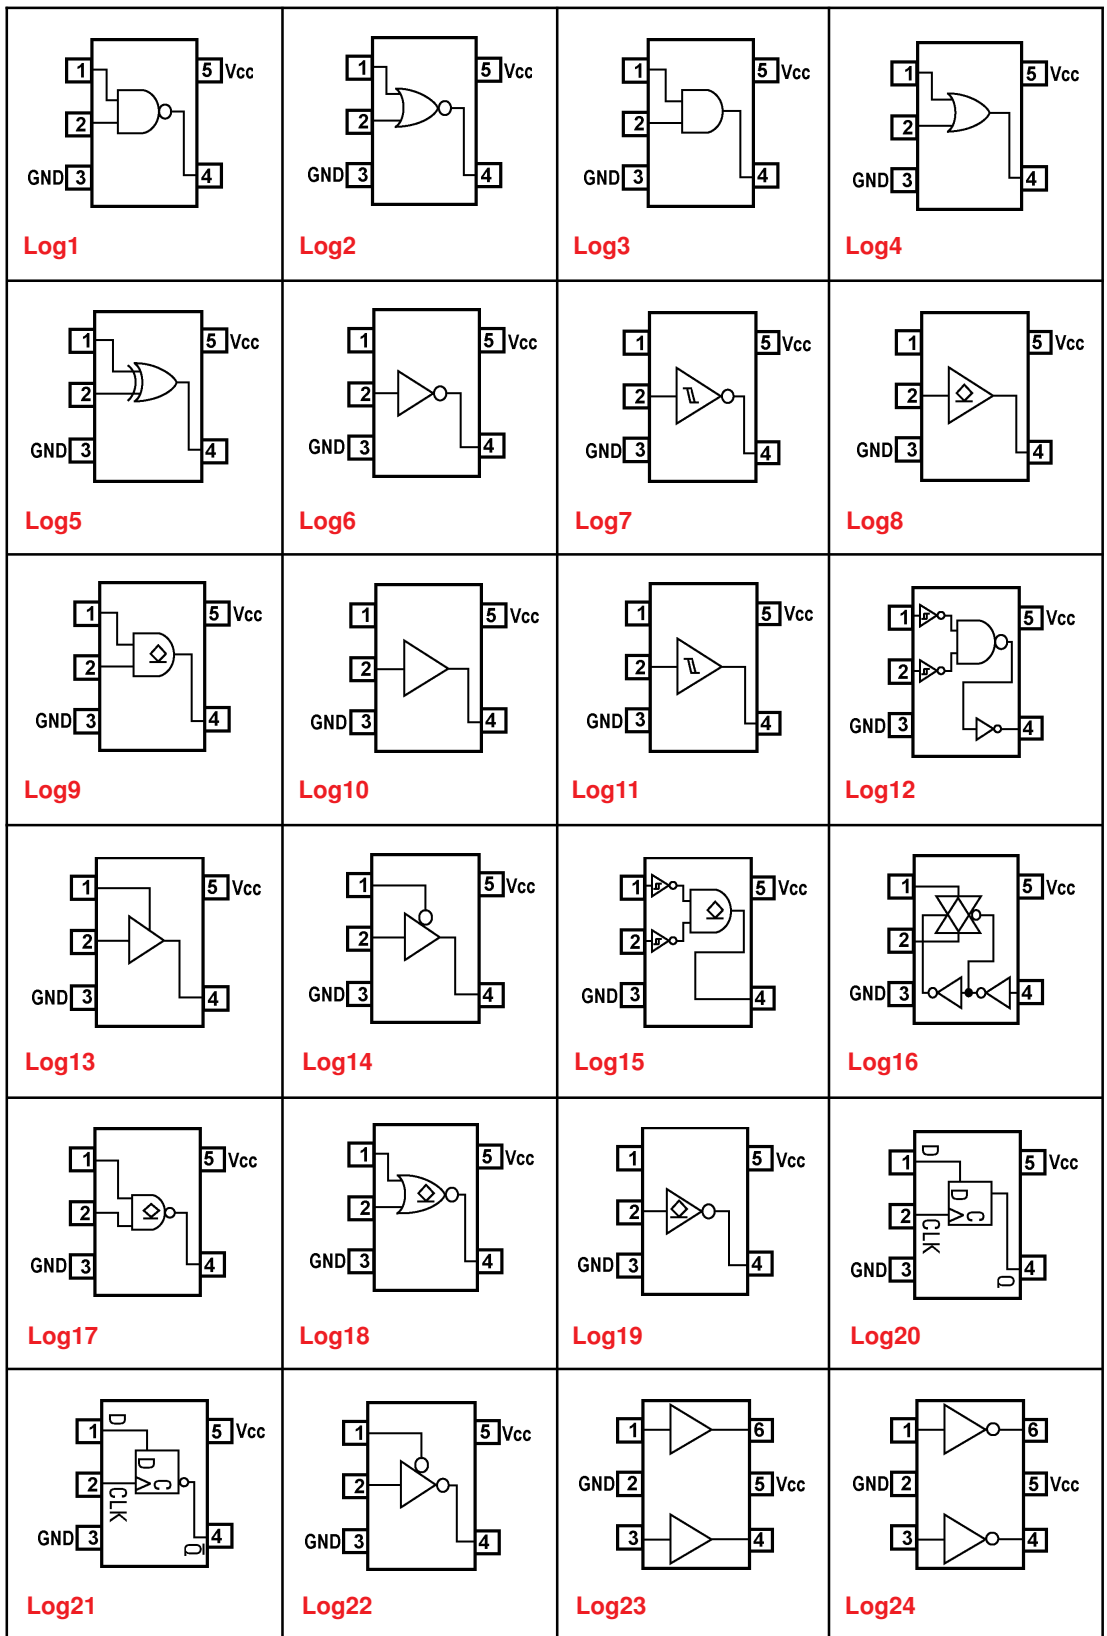 1 5 Vcc
2
GND 3 4
Log1
1 5 Vcc
2
GND 3 4
Log2
1 5 Vcc
2
GND 3 4
Log3
1 5 Vcc
2
GND 3 4
Log4
1 5 Vcc
2
GND 3 4
Log5
1 5 Vcc
2
GND 3 4
Log6
1 5 Vcc
2
GND 3 4
Log7
1 5 Vcc
2
GND 3 4
Log8
1 5 Vcc
2
GND 3 4
Log9
1 5 Vcc
2
GND 3 4
Log10
1 5 Vcc
2
GND 3 4
Log11
1 5 Vcc
2
GND 3 4
Log12
1 5 Vcc
2
GND 3 4
Log13
1 5 Vcc
2
GND 3 4
Log14
1 5 Vcc
2
GND 3 4
Log15
1 5 Vcc
2
GND 3 4
Log16
1 5 Vcc
2
GND 3 4
Log17
1 5 Vcc
2
GND 3 4
Log18
1 5 Vcc
2
GND 3 4
Log19
D
1 5 Vcc
D C
2
CLK
GND 3 4
Q
Log20
D
1 5 Vcc
D C
2
CLK
GND 3 4
Q̅
Log21
1 5 Vcc
2
GND 3 4
Log22
1 6
GND 2 5 Vcc
3 4
Log23
1 6
GND 2 5 Vcc
3 4
Log24